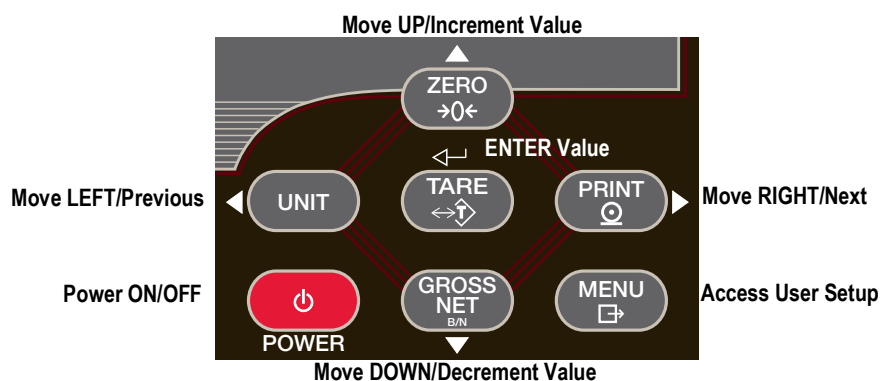 Move UP/Increment Value
ZERO
→0←
ENTER Value
Move LEFT/Previous
UNIT
TARE
T
PRINT
Move RIGHT/Next
Power ON/OFF
POWER
GROSS
NET
B/N
MENU
Access User Setup
Move DOWN/Decrement Value